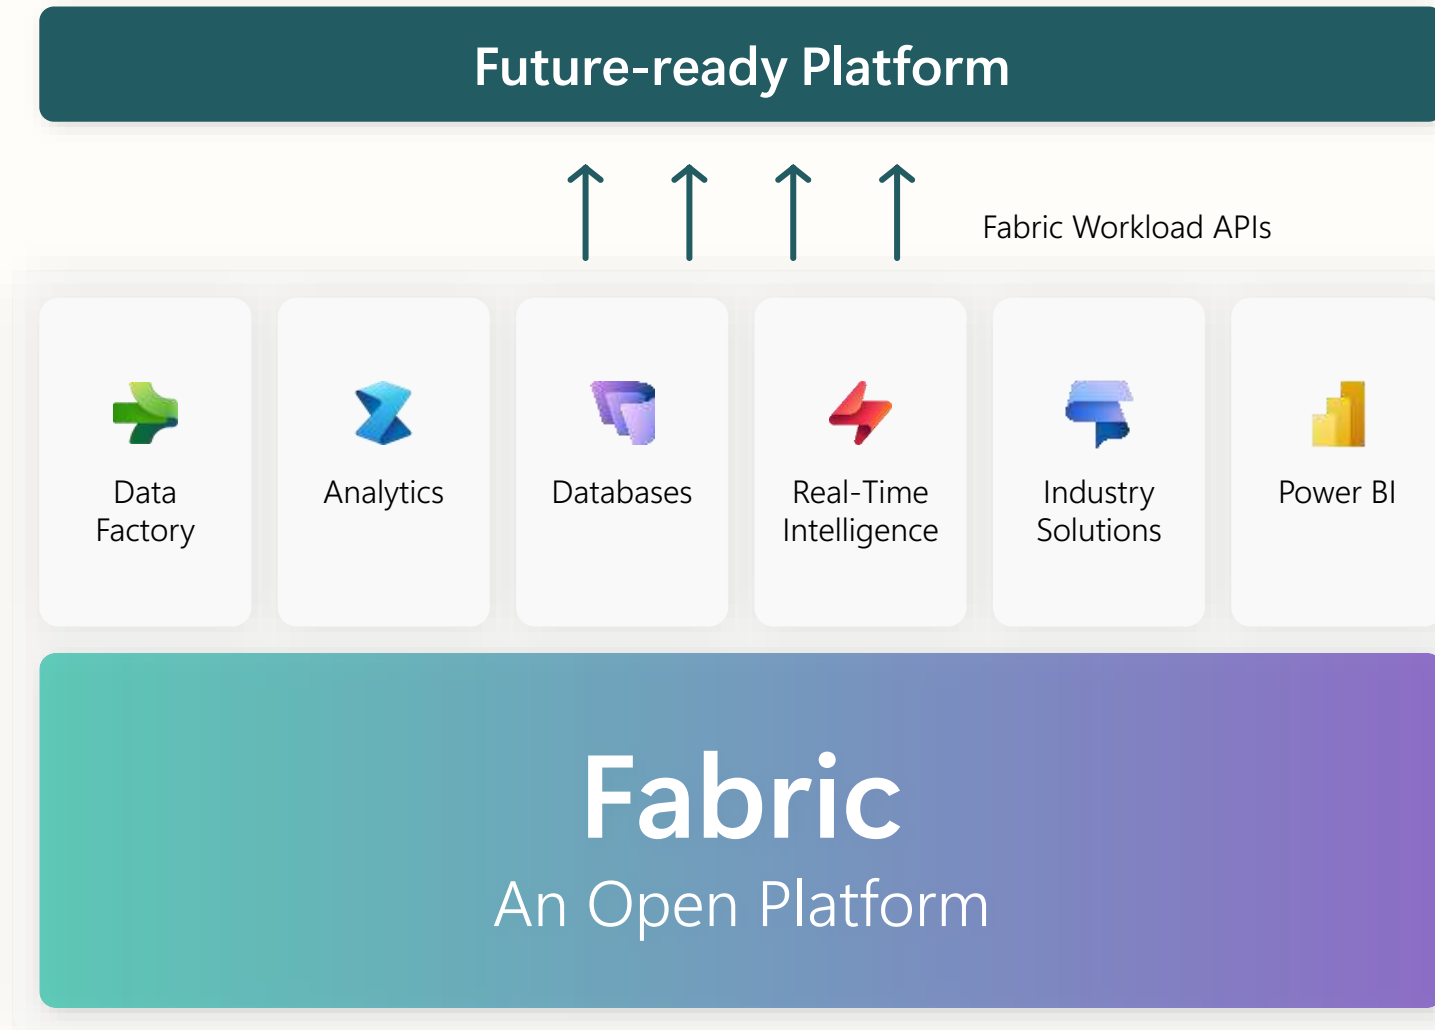 Future-ready Platform
Fabric Workload APIs
Data
Factory
Analytics
Databases
Real-Time
Intelligence
Industry
Solutions
Power BI
Fabric
An Open Platform